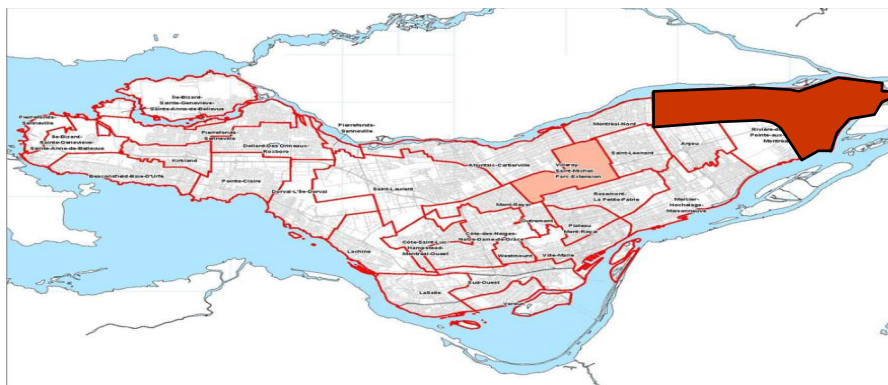 Île-Bizard-
Sainte-Geneviève-
Sainte-Anne-de-Bellevue
Pierrefonds-
Senneville
Île-Bizard-
Sainte-Geneviève-
Sainte-Anne-de-Bellevue
Pierrefonds-
Senneville
Pierrefonds-
Senneville
Dollard-Des Ormeaux-
Roxboro
Kirkland
Beaconsfield-Baie-D'Urfé
Pointe-Claire
Dorval-L'Île-Dorval
Saint-Laurent
Lachine
Ahuntsic-Cartierville
Montréal-Nord
Saint-Léonard
Anjou
Rivière-de
Pointe-aux
Montréal
Villeray-
Saint-Michel-
Parc-Extension
Rosemont-
La Petite-Patrie
Mercier-
Hochelaga-
Maisonneuve
Mont-Royal
Outremont
Plateau
Mont-Royal
Côte-Saint-Luc-
Hampstead-
Montréal-Ouest
Côte-des-Neiges-
Notre-Dame-de-Grâce
Westmount
Ville-Marie
Sud-Ouest
LaSalle
Verdun